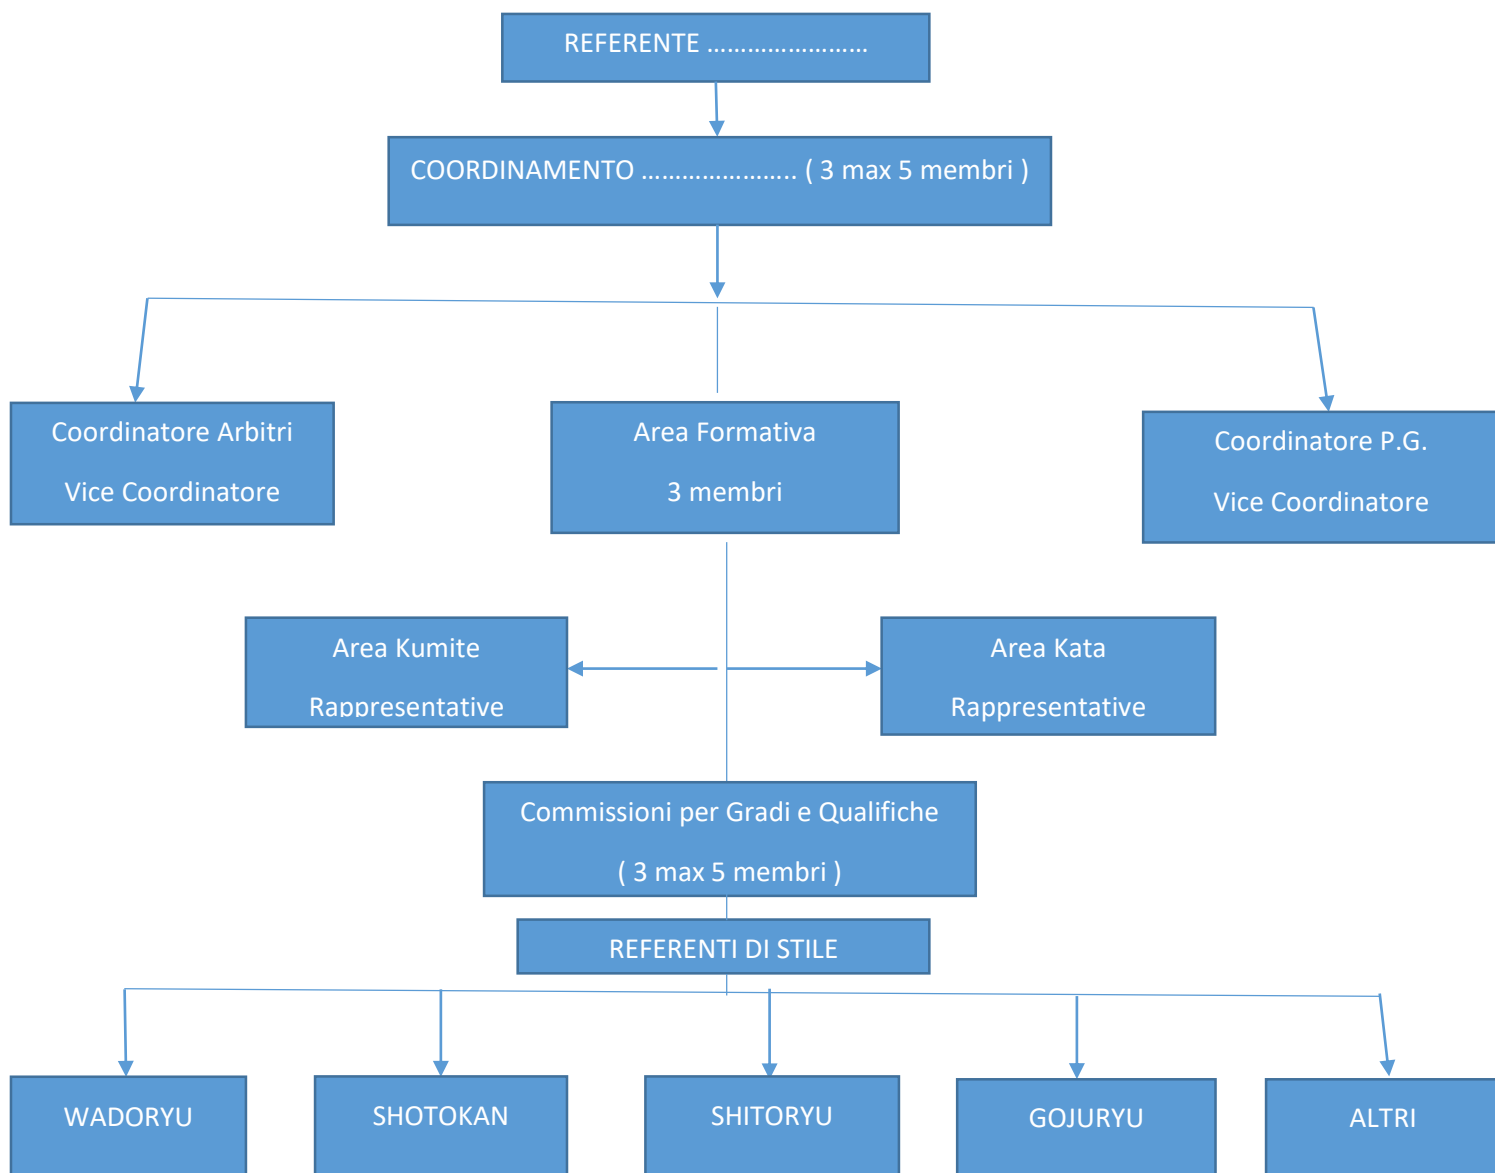 REFERENTE ........................
COORDINAMENTO ...................... ( 3 max 5 membri )
Coordinatore Arbitri
Vice Coordinatore
Area Formativa
3 membri
Coordinatore P.G.
Vice Coordinatore
Area Kumite
Rappresentative
Area Kata
Rappresentative
Commissioni per Gradi e Qualifiche
( 3 max 5 membri )
REFERENTI DI STILE
WADORYU
SHOTOKAN
SHITORYU
GOJURYU
ALTRI